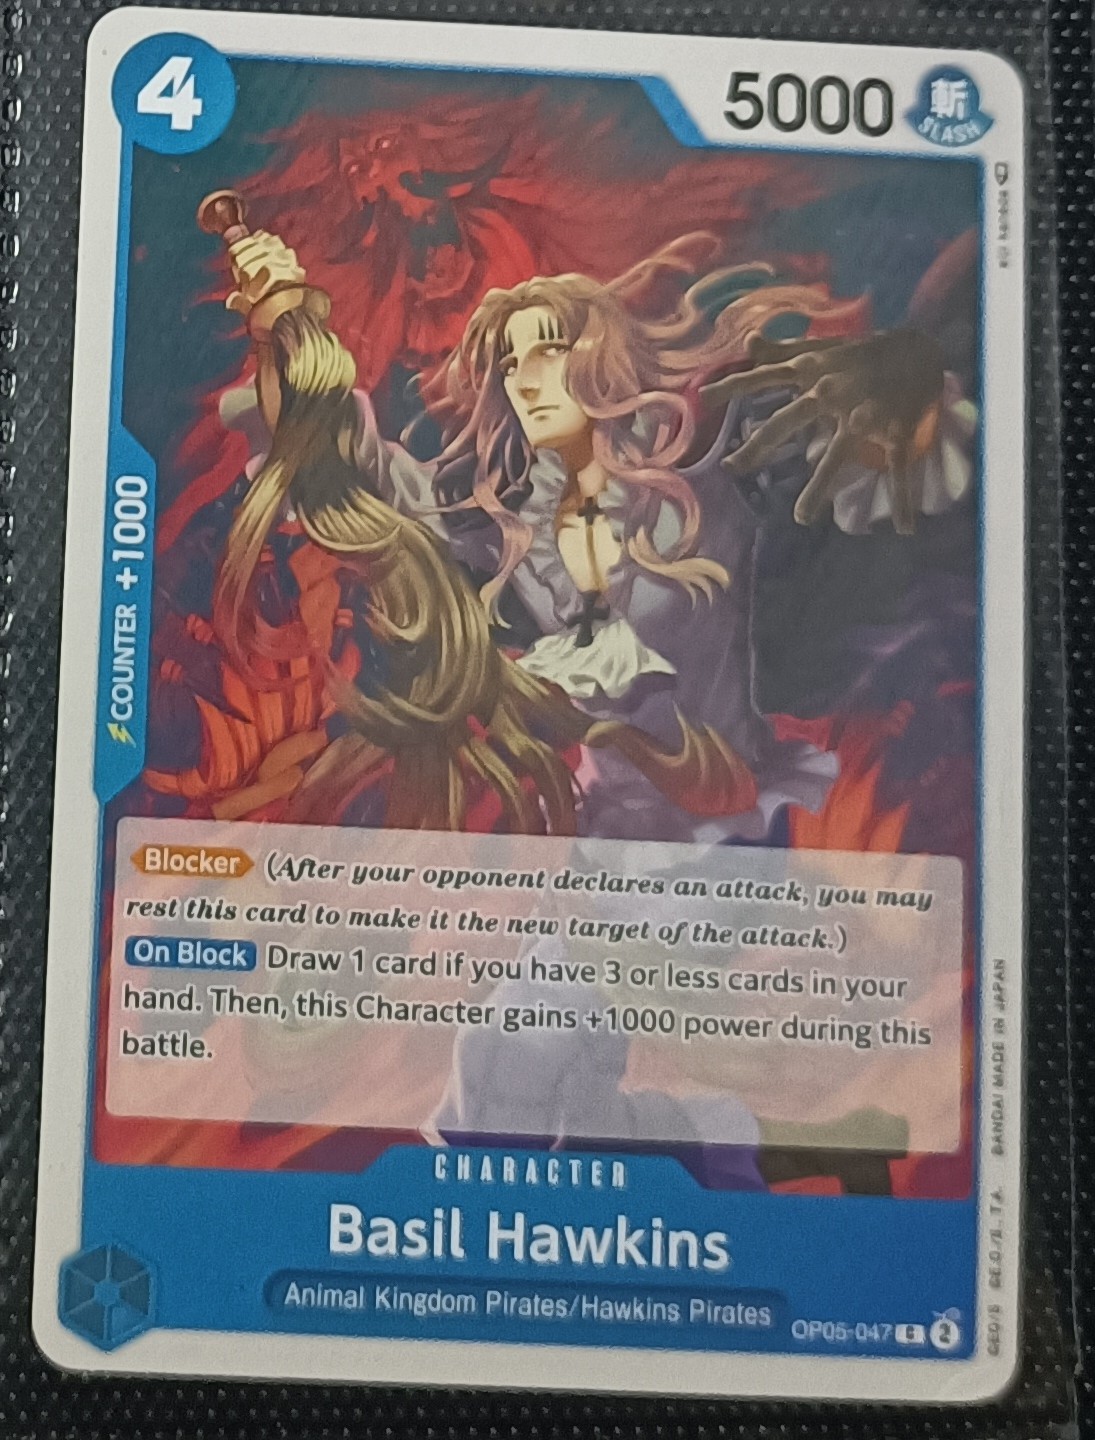 4
5000
斬
SLASH
COUNTER +1000
Blocker (After your opponent declares an attack, you may
rest this card to make it the new target of the attack.)
On Block Draw 1 card if you have 3 or less cards in your
hand. Then, this Character gains +1000 power during this
battle.
CHARACTER
Basil Hawkins
Animal Kingdom Pirates/Hawkins Pirates
OP05-047
2
BANDAI MADE IN JAPAN